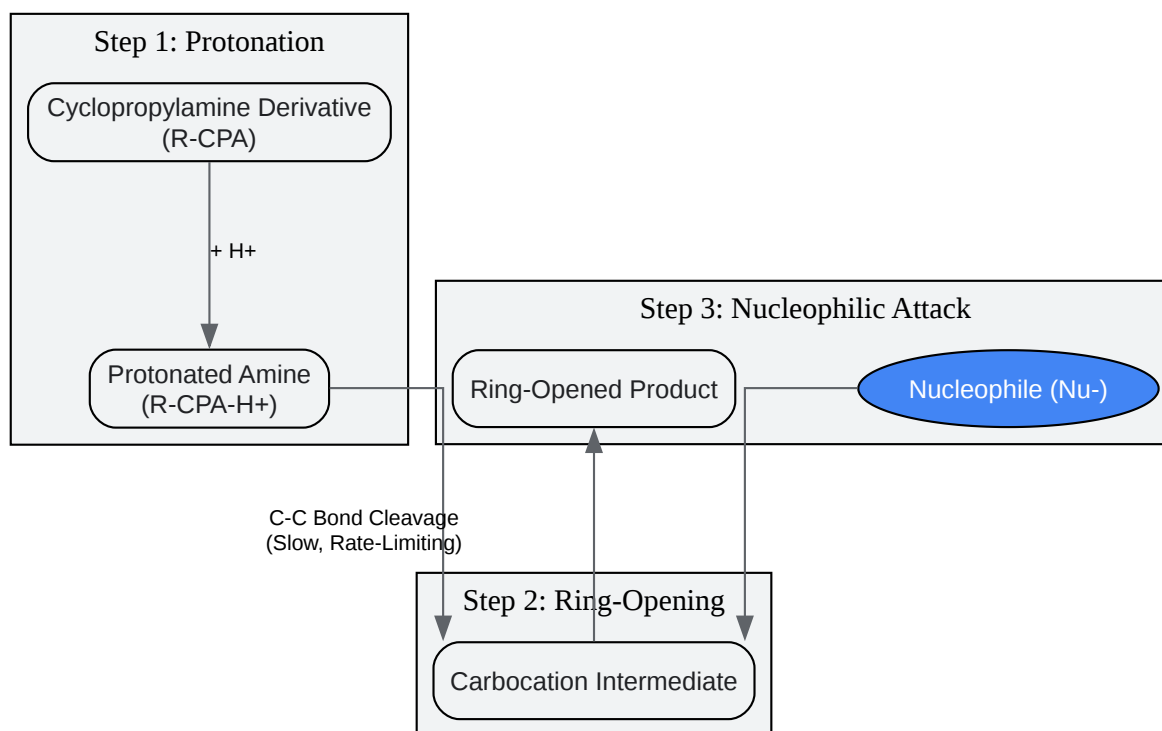 Step 1: Protonation
Cyclopropylamine Derivative
(R-CPA)
+ H+
Protonated Amine
(R-CPA-H+)
Step 3: Nucleophilic Attack
Ring-Opened Product
Nucleophile (Nu-)
C-C Bond Cleavage
(Slow, Rate-Limiting)
Step 2: Ring-Opening
Carbocation Intermediate